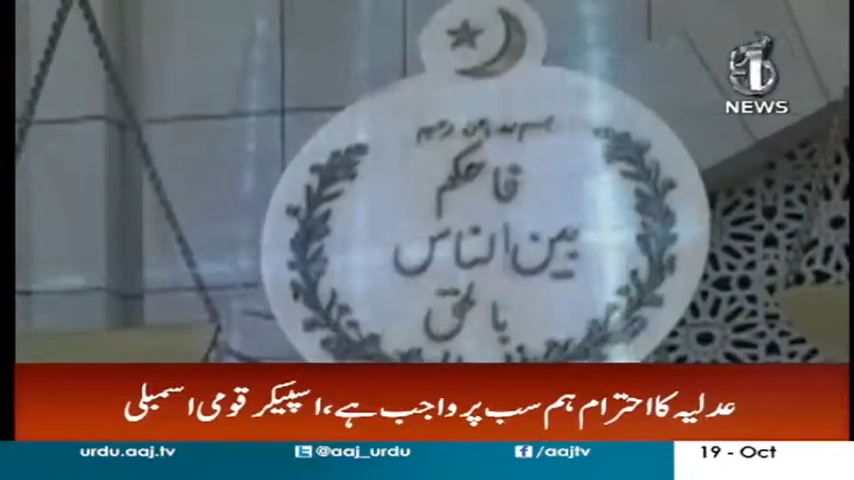 NEWS
بسم اللہ الرحمن الرحیم
فاحکم
بین الناس
بالحق
عدلیہ کا احترام ہم سب پر واجب ہے، اسپیکر قومی اسمبلی
urdu.aaj.tv @aaj_urdu /aajtv 19 - Oct